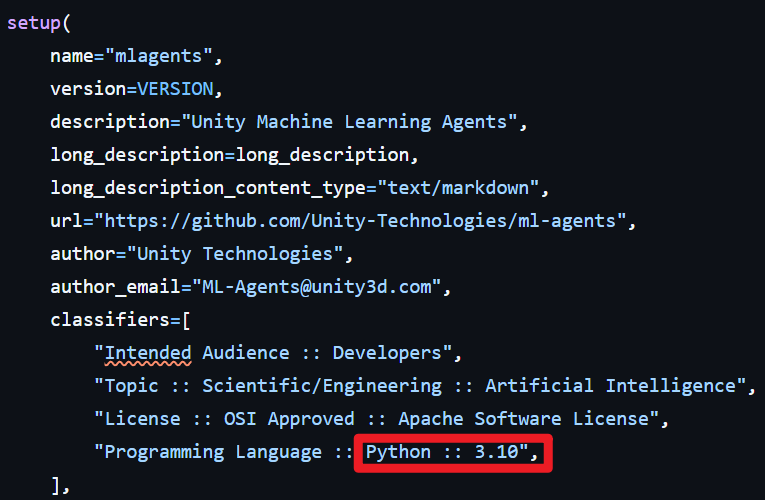 setup(
name="mlagents",
version=VERSION,
description="Unity Machine Learning Agents",
long_description=long_description,
long_description_content_type="text/markdown",
url="https://github.com/Unity-Technologies/ml-agents",
author="Unity Technologies",
author_email="ML-Agents@unity3d.com",
classifiers=[
"Intended Audience :: Developers",
"Topic :: Scientific/Engineering :: Artificial Intelligence",
"License :: OSI Approved :: Apache Software License",
"Programming Language :: Python :: 3.10",
],